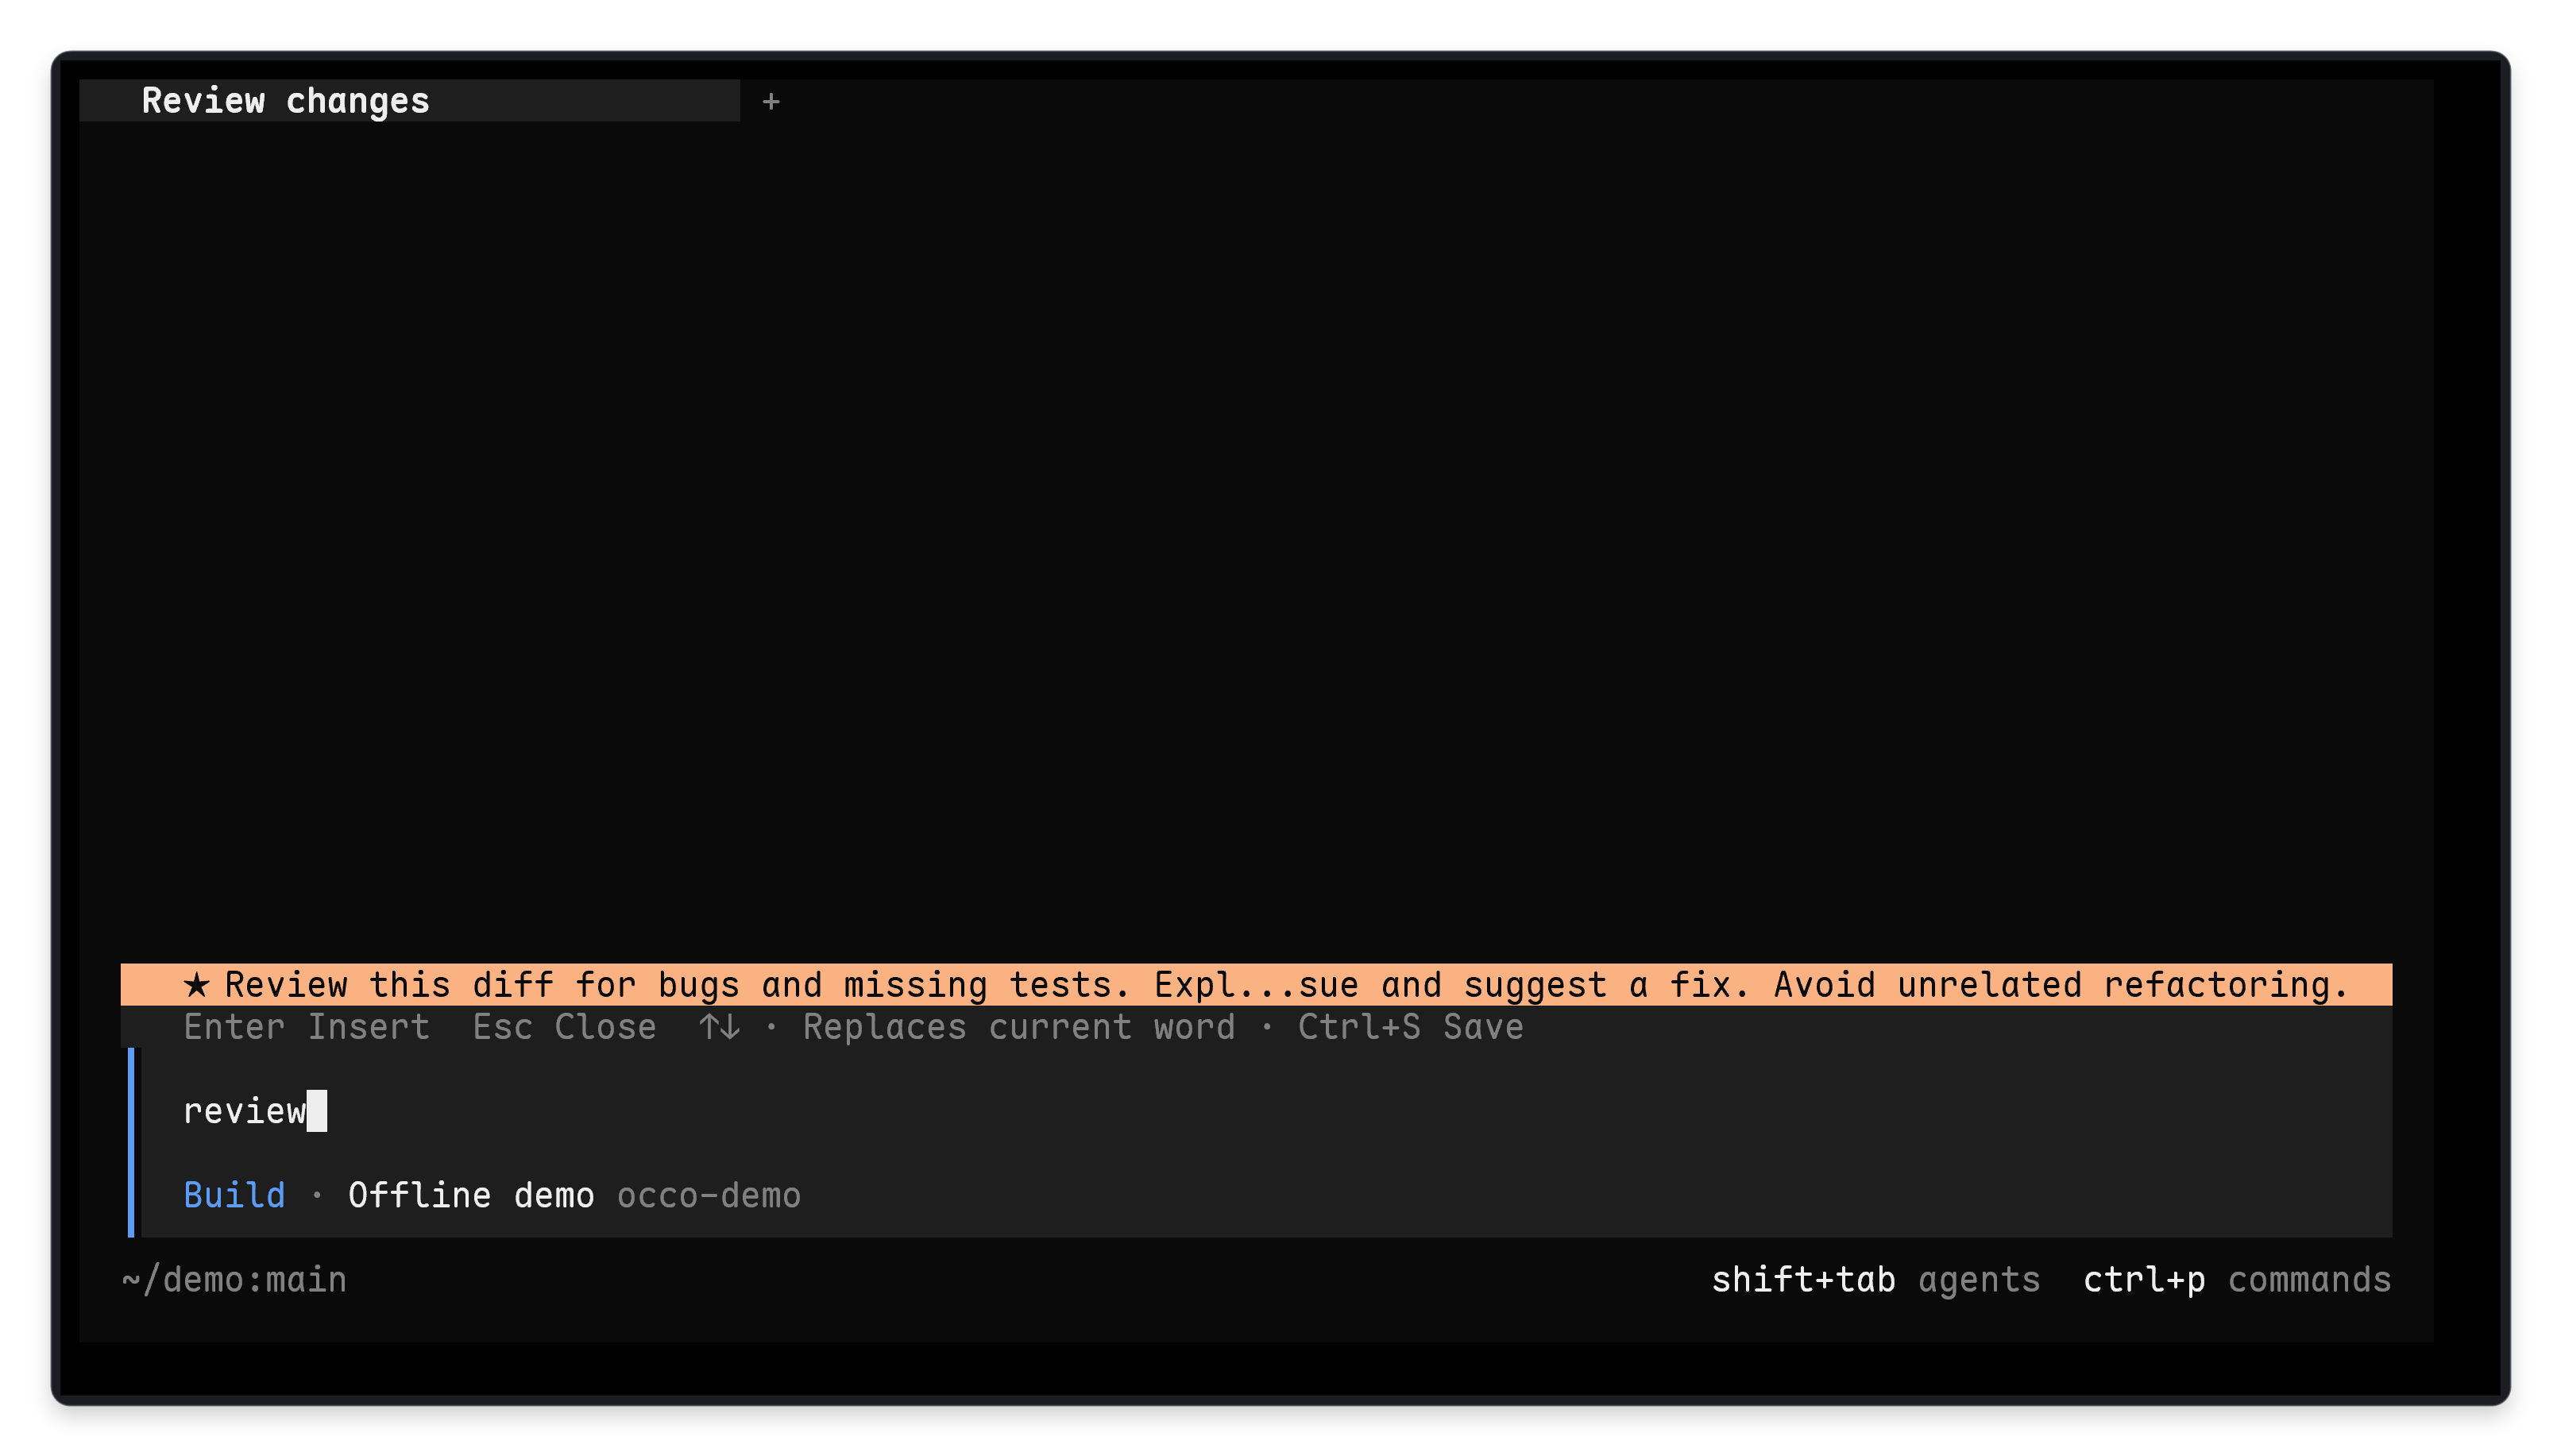 Review changes +
★ Review this diff for bugs and missing tests. Expl...sue and suggest a fix. Avoid unrelated refactoring.
Enter Insert  Esc Close  ↑↓ · Replaces current word · Ctrl+S Save
review
Build · Offline demo occo-demo
~/demo:main shift+tab agents  ctrl+p commands